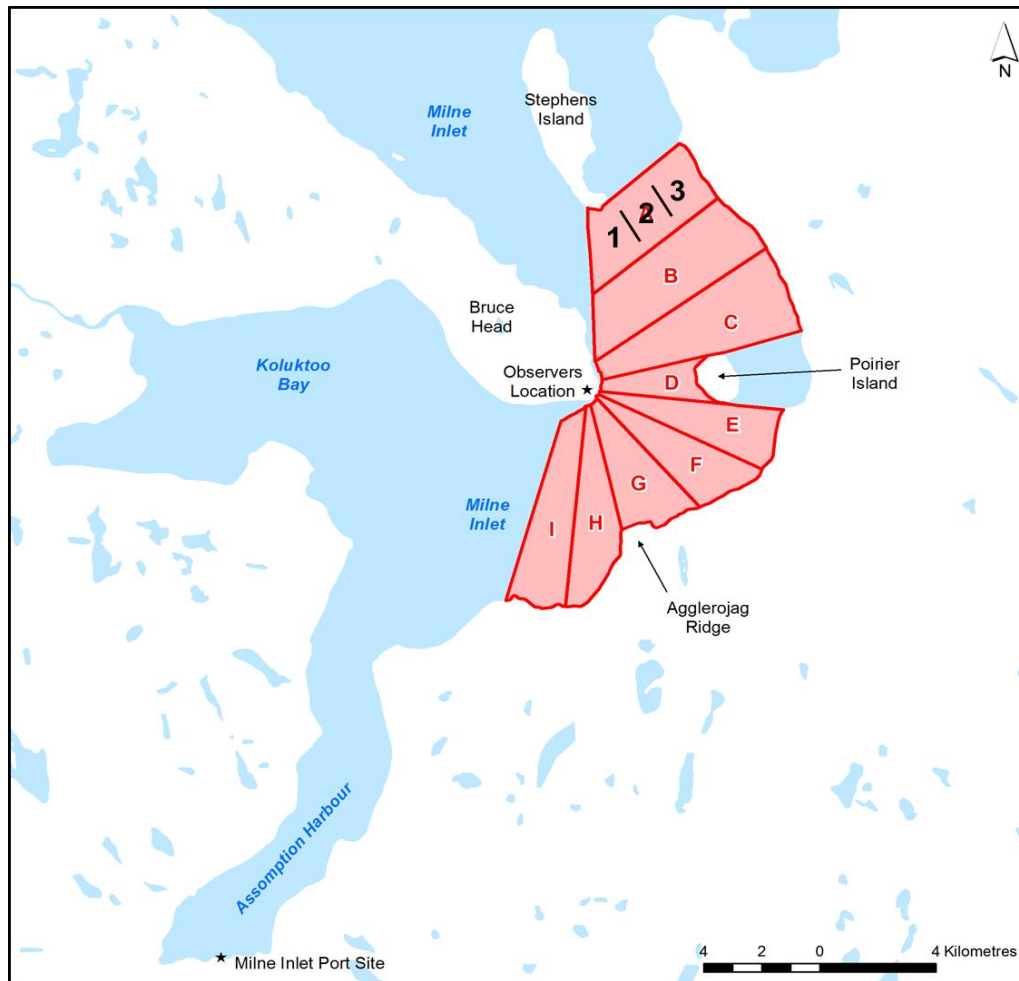 N
Stephens
Island
Milne
Inlet
1
A
2
3
B
C
Bruce
Head
Koluktoo
Bay
Observers
Location
D
Poirier
Island
E
F
G
Milne
Inlet
I
H
Agglerojag
Ridge
Assomption Harbour
Milne Inlet Port Site
4 2 0 4 Kilometres